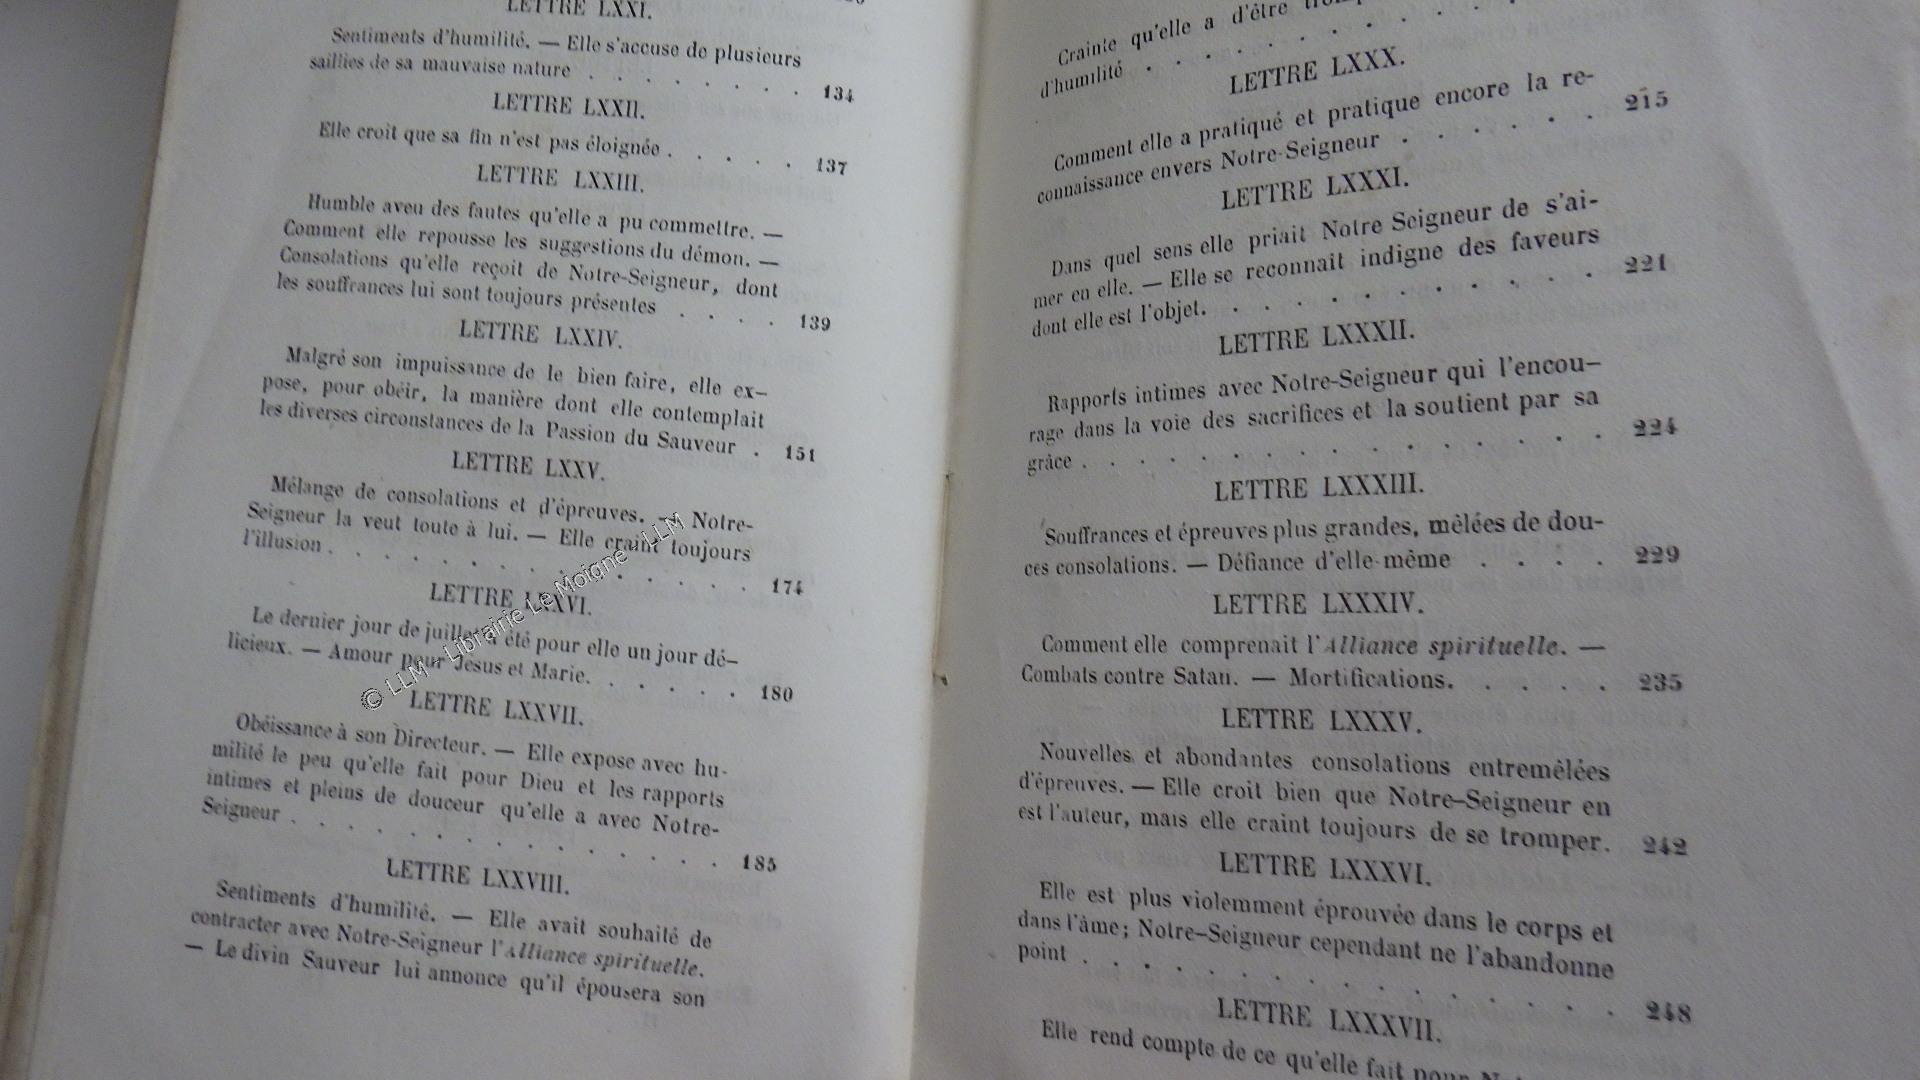 LETTRE LXXI.
Sentiments d'humilité. — Elle s'accuse de plusieurs
saillies de sa mauvaise nature . . . . . . . . 134
LETTRE LXXII.
Elle croit que sa fin n'est pas éloignée . . . . . 137
LETTRE LXXIII.
Humble aveu des fautes qu'elle a pu commettre. —
Comment elle repousse les suggestions du démon. —
Consolations qu'elle reçoit de Notre-Seigneur, dont
les souffrances lui sont toujours présentes . . . . 139
LETTRE LXXIV.
Malgré son impuissance de le bien faire, elle ex–
pose, pour obéir, la manière dont elle contemplait
les diverses circonstances de la Passion du Sauveur . 151
LETTRE LXXV.
Mélange de consolations et d'épreuves. — Notre-
Seigneur la veut toute à lui. — Elle craint toujours
l'illusion . . . . . . . . . . . . . . 174
LETTRE LXXVI.
Le dernier jour de juillet a été pour elle un jour dé–
licieux. — Amour pour Jésus et Marie. . . . . . 180
LETTRE LXXVII.
Obéissance à son Directeur. — Elle expose avec hu-
milité le peu qu'elle fait pour Dieu et les rapports
intimes et pleins de douceur qu'elle a avec Notre-
Seigneur . . . . . . . . . . . . . . . 185
LETTRE LXXVIII.
Sentiments d'humilité. — Elle avait souhaité de
contracter avec Notre-Seigneur l'Alliance spirituelle.
— Le divin Sauveur lui annonce qu'il épousera son
© LLM - Librairie Le Moigne - LLM
Crainte qu'elle a d'être
d'humilité . . . . . . . . . .
LETTRE LXXX.
Comment elle a pratiqué et pratique encore la re-
connaissance envers Notre-Seigneur . . . . . . . 215
LETTRE LXXXI.
Dans quel sens elle priait Notre Seigneur de s'ai-
mer en elle. — Elle se reconnaît indigne des faveurs
dont elle est l'objet. . . . . . . . . . . . . 221
LETTRE LXXXII.
Rapports intimes avec Notre-Seigneur qui l'encou–
rage dans la voie des sacrifices et la soutient par sa
grâce . . . . . . . . . . . . . . . . . . 224
LETTRE LXXXIII.
Souffrances et épreuves plus grandes, mêlées de dou-
ces consolations. — Défiance d'elle-même . . . . 229
LETTRE LXXXIV.
Comment elle comprenait l'Alliance spirituelle. —
Combats contre Satan. — Mortifications. . . . . 235
LETTRE LXXXV.
Nouvelles et abondantes consolations entremêlées
d'épreuves. — Elle croit bien que Notre–Seigneur en
est l'auteur, mais elle craint toujours de se tromper. 242
LETTRE LXXXVI.
Elle est plus violemment éprouvée dans le corps et
dans l'âme; Notre–Seigneur cependant ne l'abandonne
point . . . . . . . . . . . . . . . . . . 248
LETTRE LXXXVII.
Elle rend compte de ce qu'elle fait pour